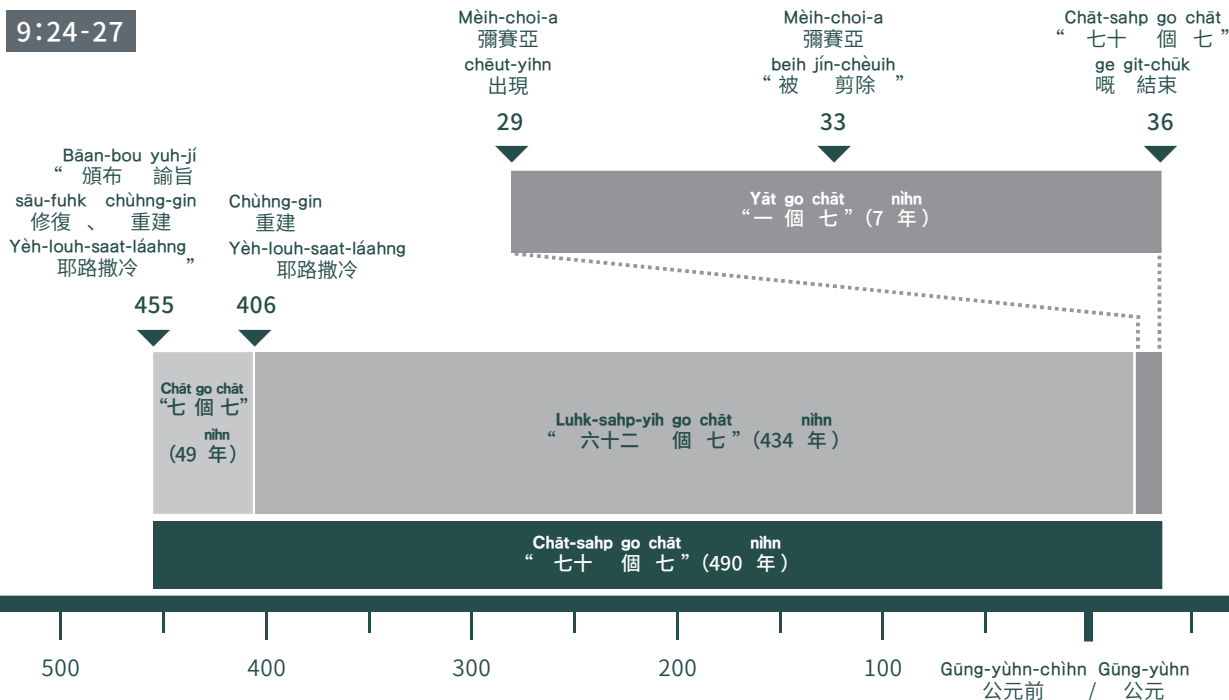 9:24-27
Mèih-choi-a
彌賽亞
chēut-yihn
出現
29
Mèih-choi-a
彌賽亞
beih jín-chèuih
“被 剪除”
33
Chāt-sahp go chāt
“七十 個 七”
ge git-chūk
嘅 結束
36
Bāan-bou yuh-jí
“頒布 諭旨
sāu-fuhk chùhng-gin
修復、 重建
Yèh-louh-saat-láahng
耶路撒冷”
455
Chùhng-gin
重建
Yèh-louh-saat-láahng
耶路撒冷
406
Yāt go chāt nìhn
“一 個 七”(7 年)
Chāt go chāt
“七 個 七”
nìhn
(49 年)
Luhk-sahp-yih go chāt nìhn
“六十二 個 七”(434 年)
Chāt-sahp go chāt nìhn
“七十 個 七”(490 年)
500 400 300 200 100
Gūng-yùhn-chìhn Gūng-yùhn
公元前 / 公元